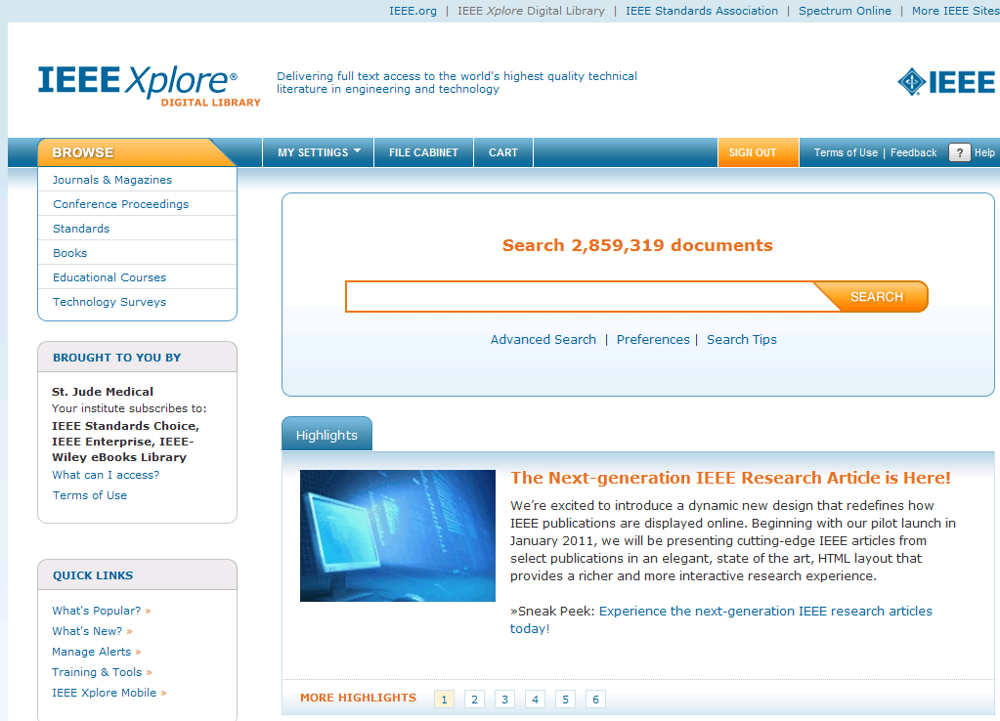 IEEE.org | IEEE Xplore Digital Library | IEEE Standards Association | Spectrum Online | More IEEE Sites
IEEE Xplore®
DIGITAL LIBRARY
Delivering full text access to the world's highest quality technical
literature in engineering and technology
IEEE
BROWSE
MY SETTINGS
FILE CABINET
CART
SIGN OUT
Terms of Use | Feedback
? Help
Journals & Magazines
Conference Proceedings
Standards
Books
Educational Courses
Technology Surveys
Search 2,859,319 documents
SEARCH
Advanced Search | Preferences | Search Tips
BROUGHT TO YOU BY
St. Jude Medical
Your institute subscribes to:
IEEE Standards Choice,
IEEE Enterprise, IEEE-
Wiley eBooks Library
What can I access?
Terms of Use
QUICK LINKS
What's Popular? »
What's New? »
Manage Alerts »
Training & Tools »
IEEE Xplore Mobile »
Highlights
The Next-generation IEEE Research Article is Here!
We're excited to introduce a dynamic new design that redefines how
IEEE publications are displayed online. Beginning with our pilot launch in
January 2011, we will be presenting cutting-edge IEEE articles from
select publications in an elegant, state of the art, HTML layout that
provides a richer and more interactive research experience.
»Sneak Peek: Experience the next-generation IEEE research articles
today!
MORE HIGHLIGHTS 1 2 3 4 5 6